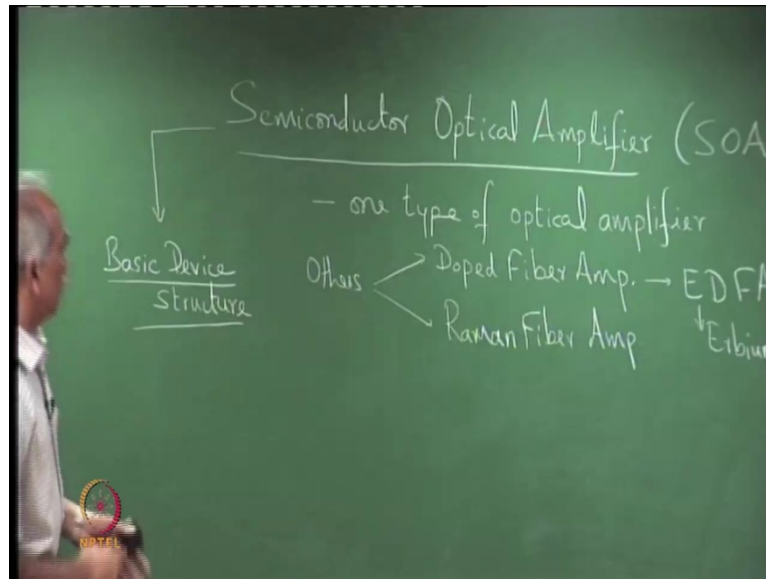 Semiconductor Optical Amplifier (SOA
- one type of optical amplifier
Basic Device
structure
Others
Doped Fiber Amp. → EDFA
Erbium
Raman Fiber Amp
NPTEL